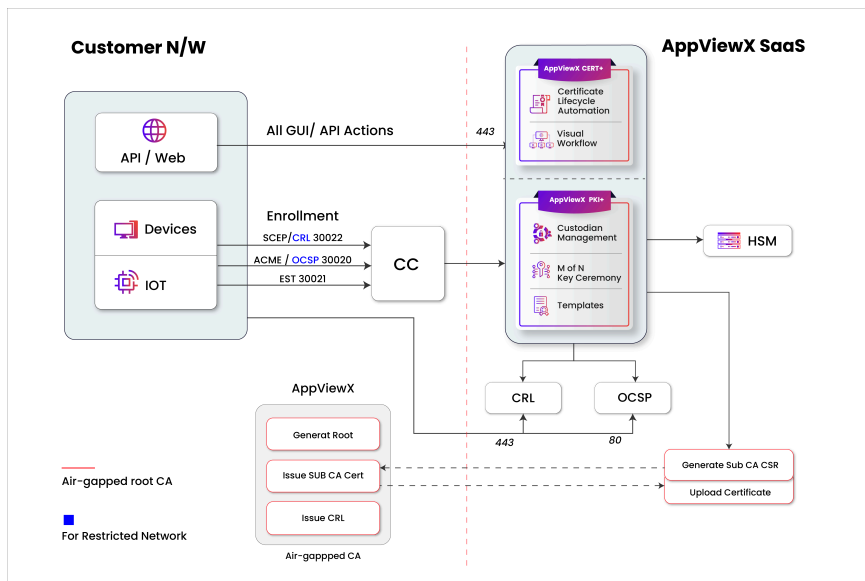 Customer N/W
AppViewX SaaS
API / Web
All GUI/ API Actions
443
AppViewX CERT+
Certificate
Lifecycle
Automation
Visual
Workflow
Devices
IOT
Enrollment
SCEP/CRL 30022
ACME / OCSP 30020
EST 30021
CC
AppViewX PKI+
Custodian
Management
M of N
Key Ceremony
Templates
HSM
CRL
OCSP
443
80
AppViewX
Generat Root
Issue SUB CA Cert
Issue CRL
Air-gappped CA
Generate Sub CA CSR
Upload Certificate
Air-gapped root CA
For Restricted Network